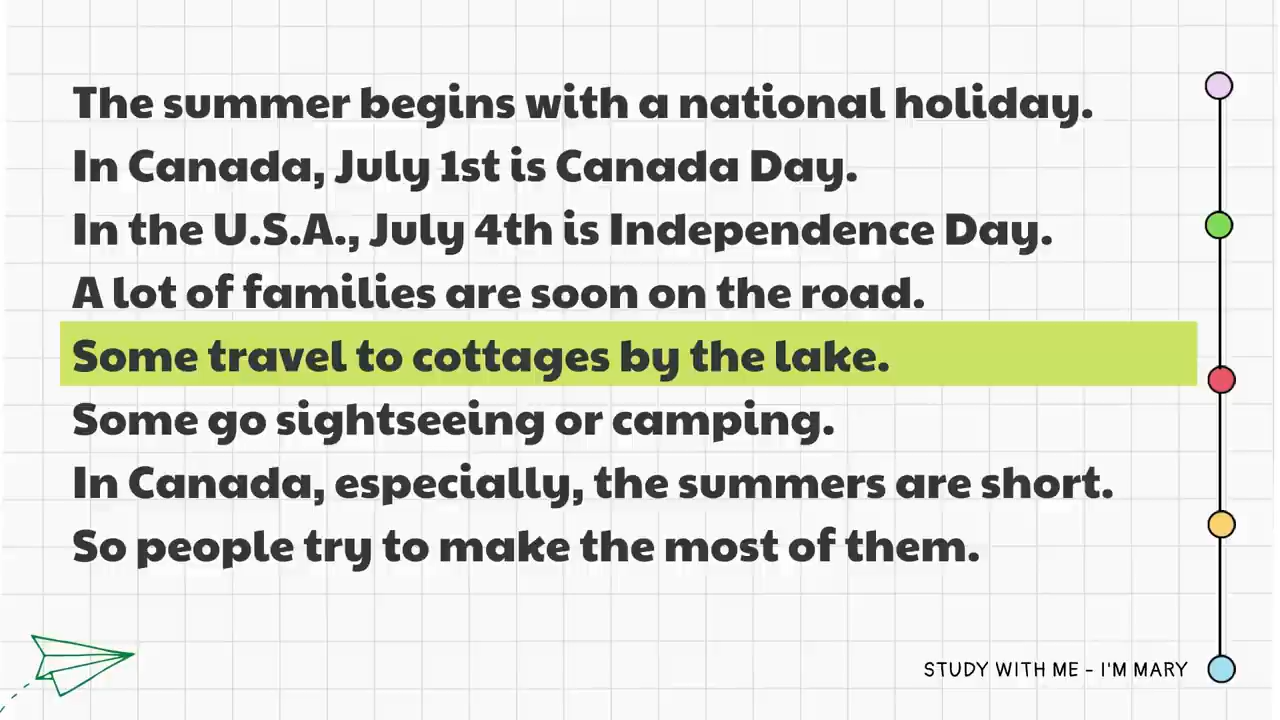 The summer begins with a national holiday.
In Canada, July 1st is Canada Day.
In the U.S.A., July 4th is Independence Day.
A lot of families are soon on the road.
Some travel to cottages by the lake.
Some go sightseeing or camping.
In Canada, especially, the summers are short.
So people try to make the most of them.
STUDY WITH ME - I'M MARY